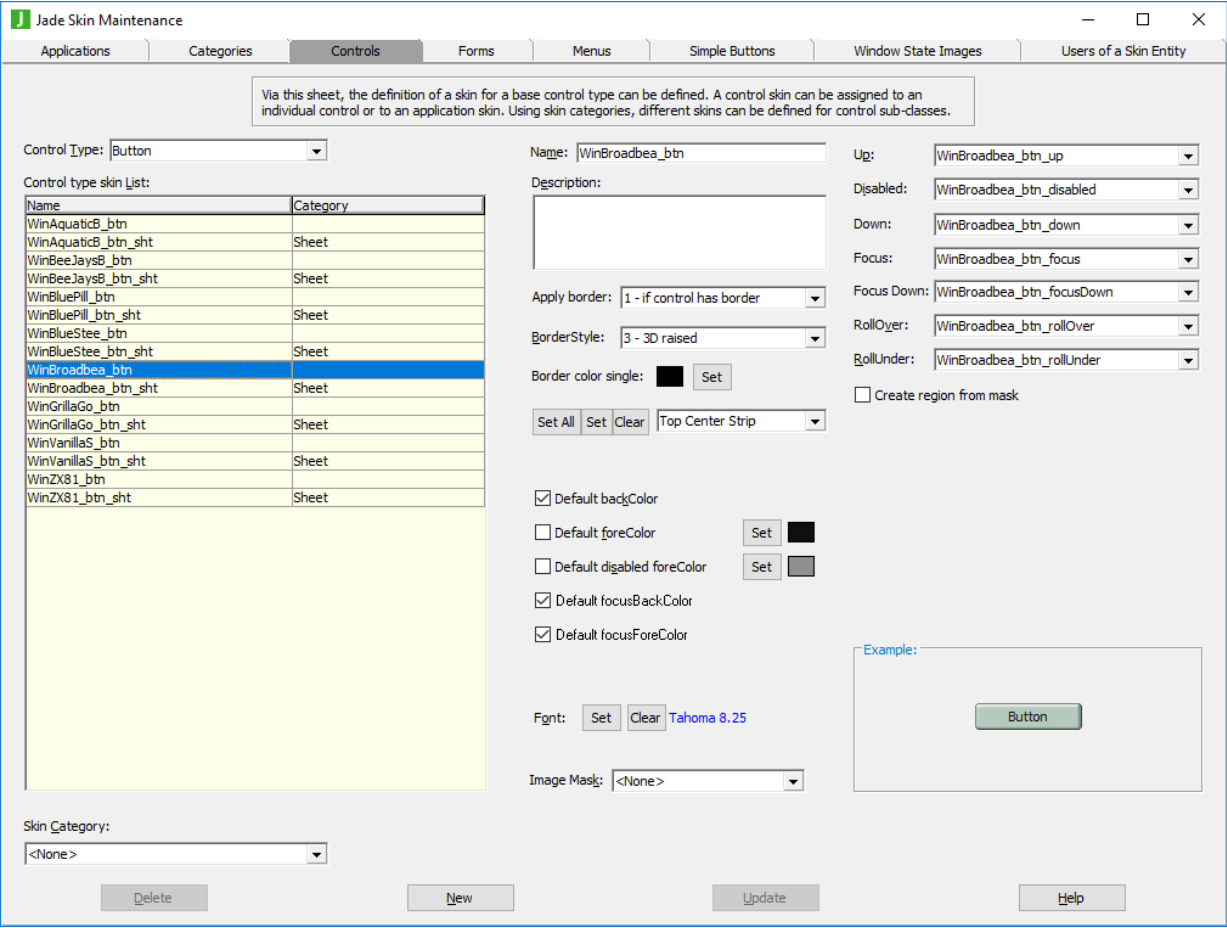 Jade Skin Maintenance
Applications Categories Controls Forms Menus Simple Buttons Window State Images Users of a Skin Entity
Via this sheet, the definition of a skin for a base control type can be defined. A control skin can be assigned to an
individual control or to an application skin. Using skin categories, different skins can be defined for control sub-classes.
Control Type: Button
Control type skin List:
Name Category
WinAquaticB_btn
WinAquaticB_btn_sht Sheet
WinBeeJaysB_btn
WinBeeJaysB_btn_sht Sheet
WinBluePill_btn
WinBluePill_btn_sht Sheet
WinBlueStee_btn
WinBlueStee_btn_sht Sheet
WinBroadbea_btn
WinBroadbea_btn_sht Sheet
WinGrillaGo_btn
WinGrillaGo_btn_sht Sheet
WinVanillaS_btn
WinVanillaS_btn_sht Sheet
WinZX81_btn
WinZX81_btn_sht Sheet
Skin Category:
<None>
Name: WinBroadbea_btn
Description:
Apply border: 1 - if control has border
BorderStyle: 3 - 3D raised
Border color single: Set
Set All Set Clear Top Center Strip
Default backColor
Default foreColor Set
Default disabled foreColor Set
Default focusBackColor
Default focusForeColor
Font: Set Clear Tahoma 8.25
Image Mask: <None>
Up: WinBroadbea_btn_up
Disabled: WinBroadbea_btn_disabled
Down: WinBroadbea_btn_down
Focus: WinBroadbea_btn_focus
Focus Down: WinBroadbea_btn_focusDown
RollOver: WinBroadbea_btn_rollOver
RollUnder: WinBroadbea_btn_rollUnder
Create region from mask
Example:
Button
Delete New Update Help